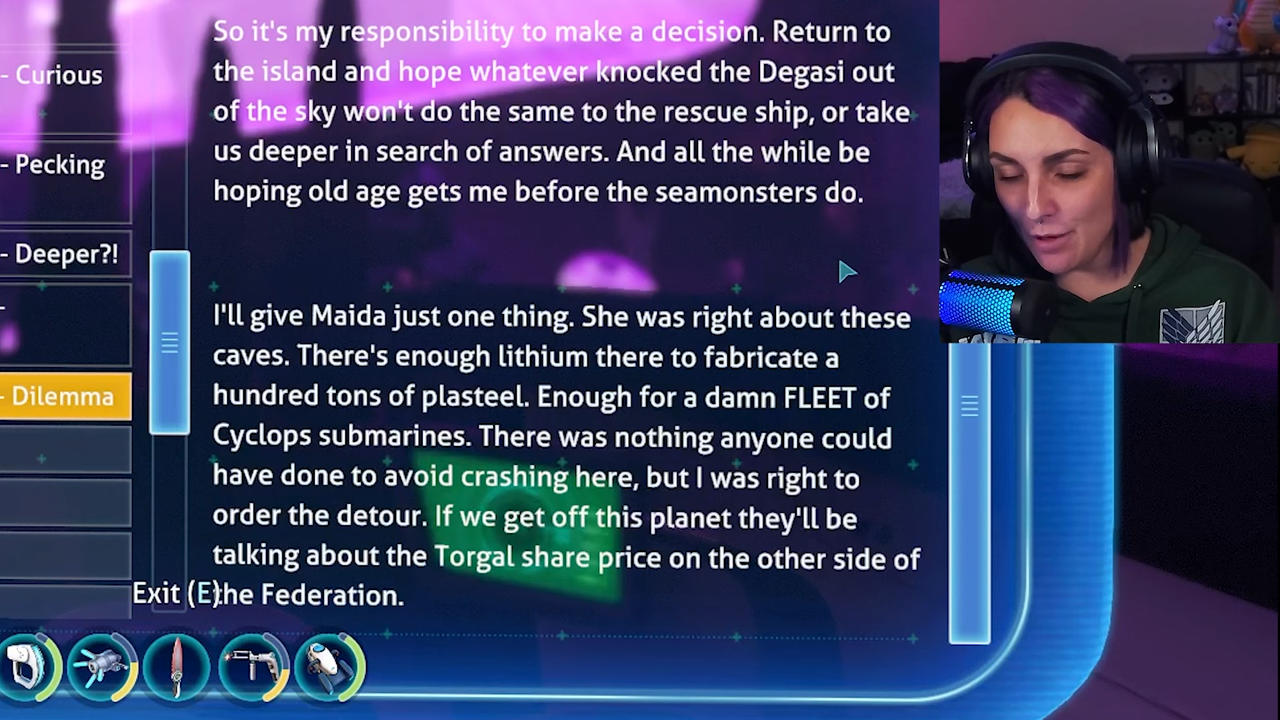 So it's my responsibility to make a decision. Return to
the island and hope whatever knocked the Degasi out
of the sky won't do the same to the rescue ship, or take
us deeper in search of answers. And all the while be
hoping old age gets me before the seamonsters do.
I'll give Maida just one thing. She was right about these
caves. There's enough lithium there to fabricate a
hundred tons of plasteel. Enough for a damn FLEET of
Cyclops submarines. There was nothing anyone could
have done to avoid crashing here, but I was right to
order the detour. If we get off this planet they'll be
talking about the Torgal share price on the other side of
the Federation.
- Curious
- Pecking
- Deeper?!
-
- Dilemma
Exit (E)